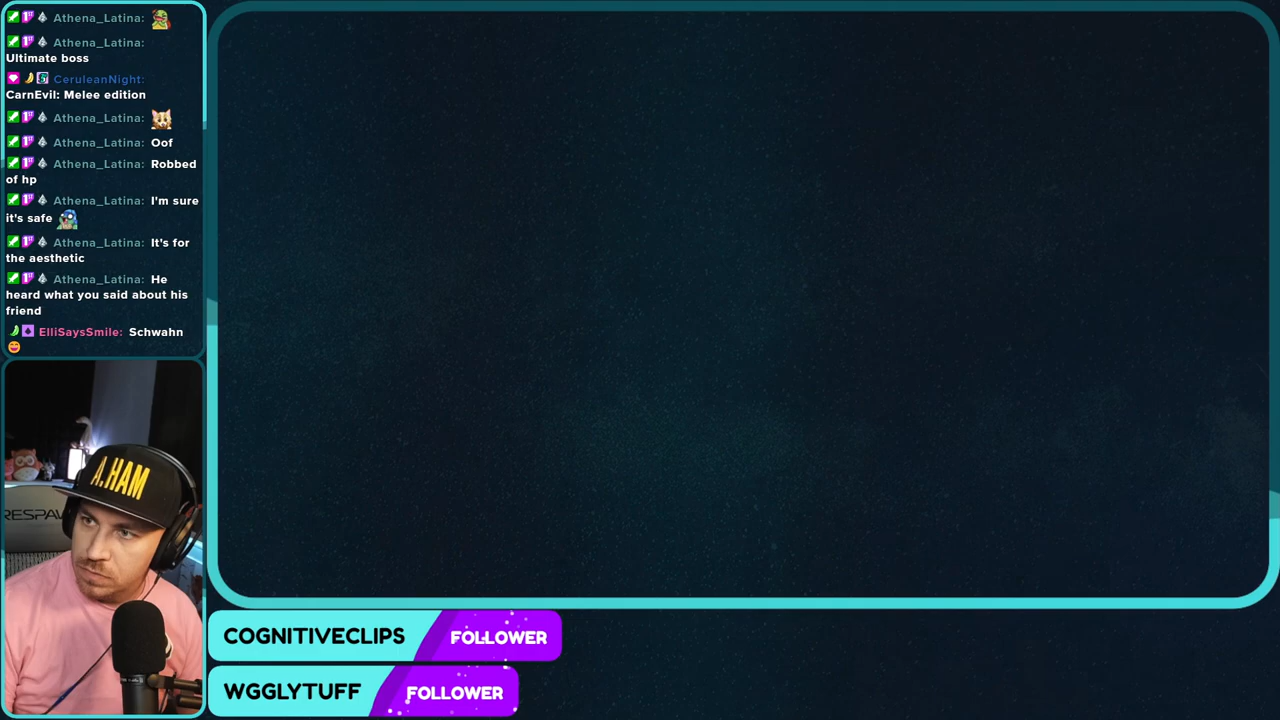 Athena_Latina:
Athena_Latina:
Ultimate boss
CeruleanNight:
CarnEvil: Melee edition
Athena_Latina:
Athena_Latina: Oof
Athena_Latina: Robbed
of hp
Athena_Latina: I'm sure
it's safe
Athena_Latina: It's for
the aesthetic
Athena_Latina: He
heard what you said about his
friend
ElliSaysSmile: Schwahn
A.HAM
RESPAW
COGNITIVECLIPS FOLLOWER
WGGLYTUFF FOLLOWER